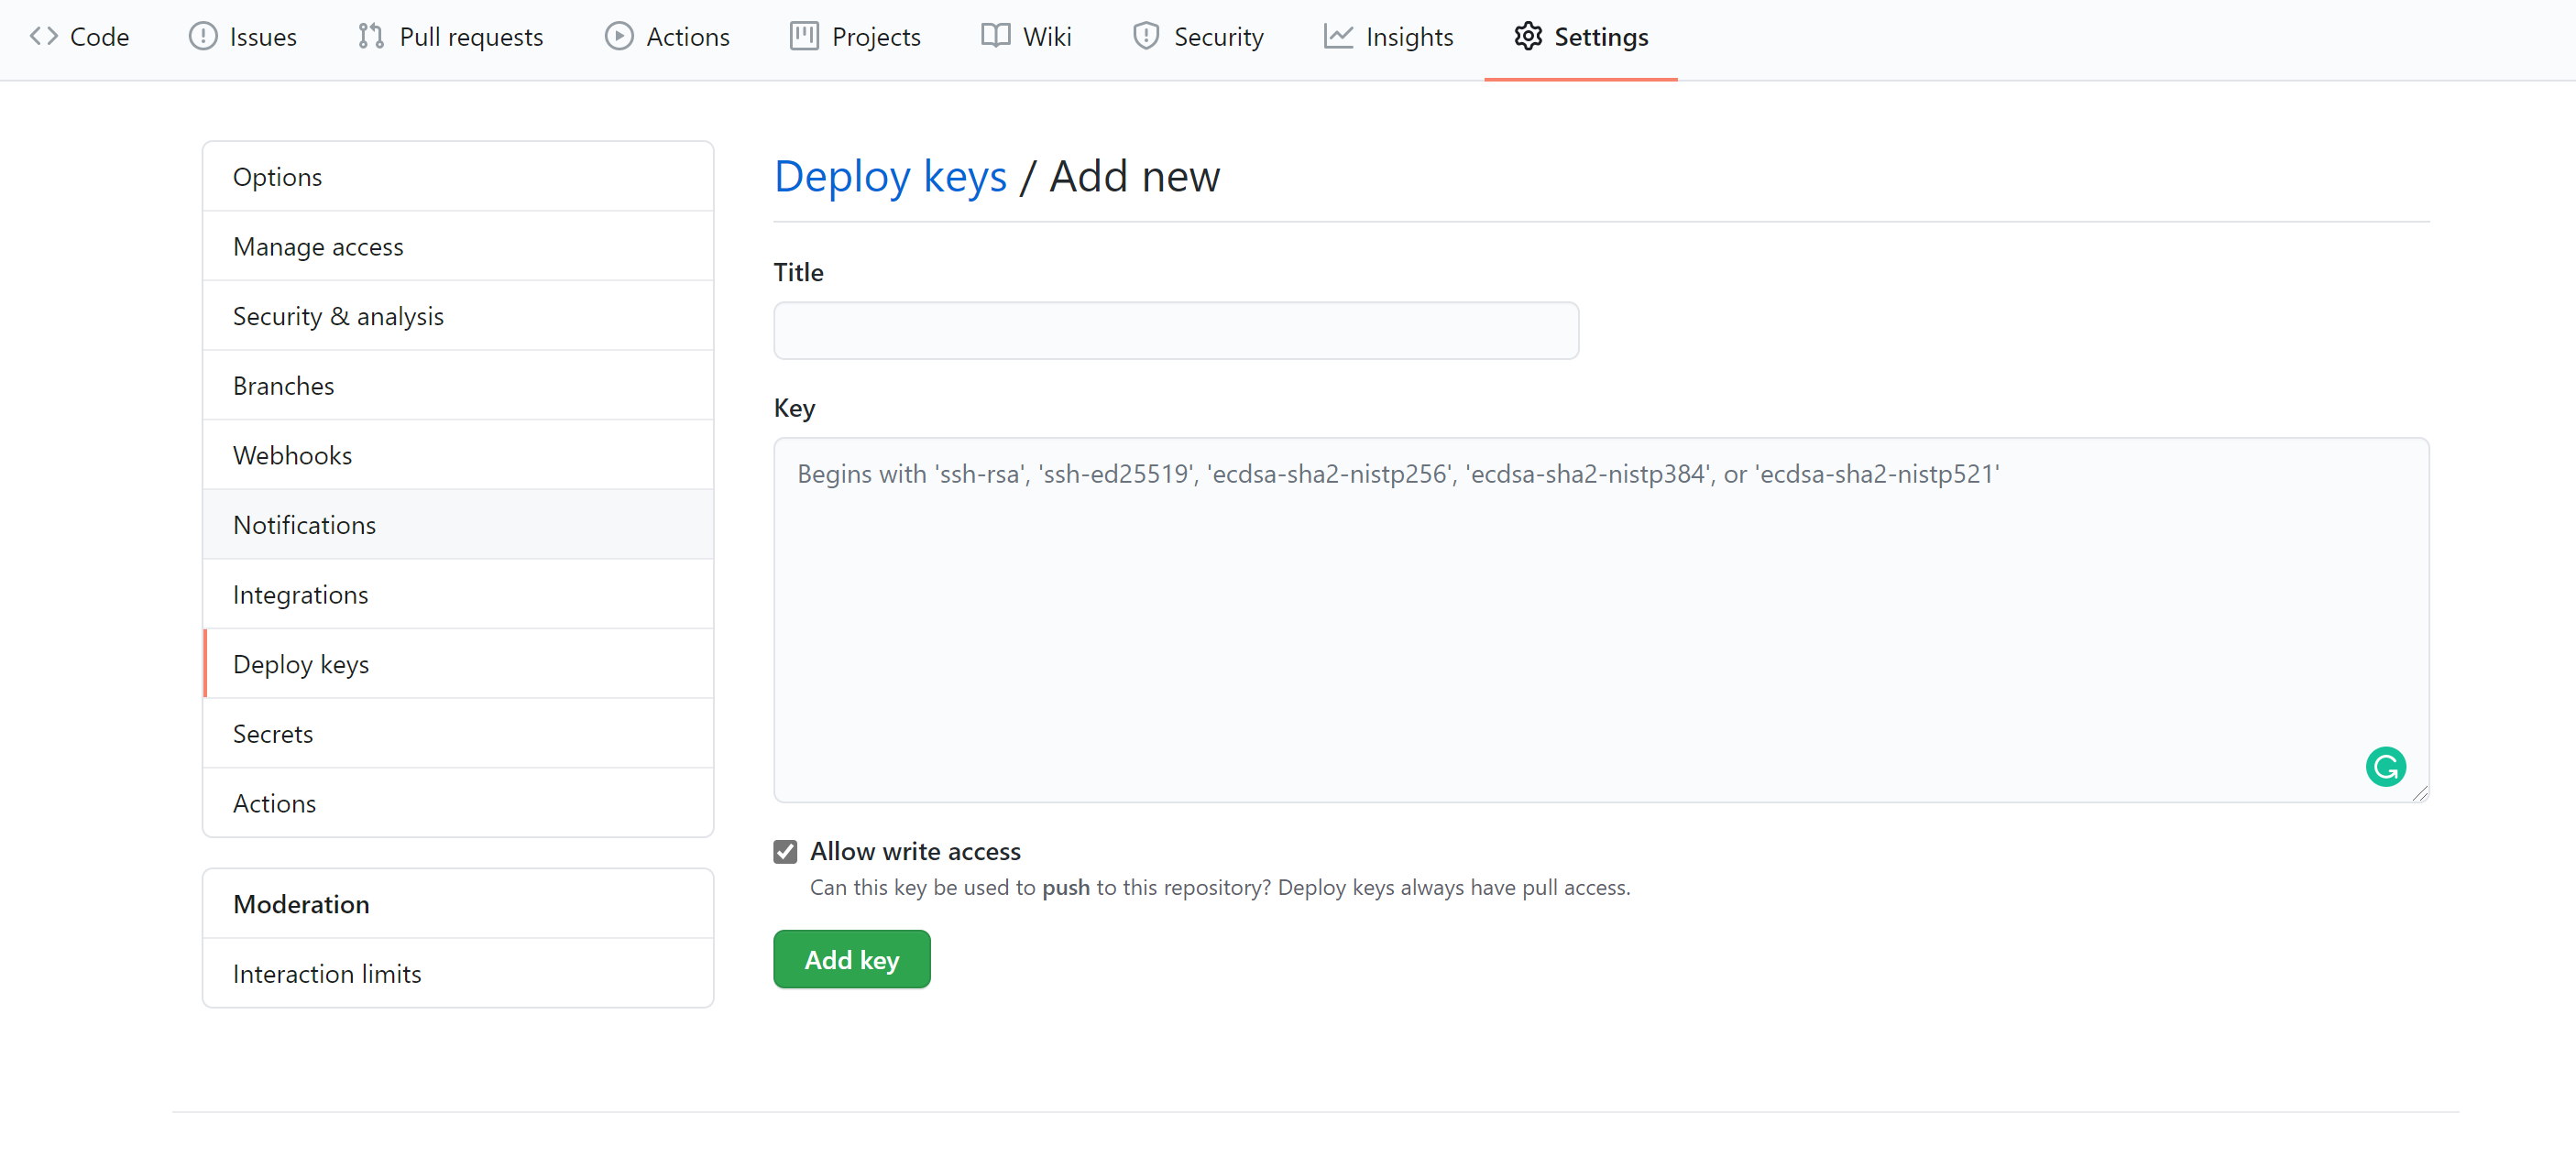 Code Issues Pull requests Actions Projects Wiki Security Insights Settings
Options
Manage access
Security & analysis
Branches
Webhooks
Notifications
Integrations
Deploy keys
Secrets
Actions
Moderation
Interaction limits
Deploy keys / Add new
Title
Key
Begins with 'ssh-rsa', 'ssh-ed25519', 'ecdsa-sha2-nistp256', 'ecdsa-sha2-nistp384', or 'ecdsa-sha2-nistp521'
Allow write access
Can this key be used to push to this repository? Deploy keys always have pull access.
Add key